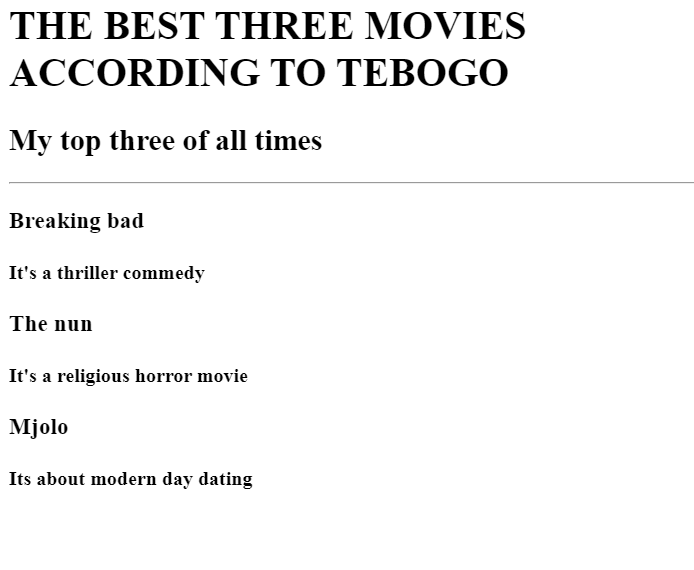 THE BEST THREE MOVIES
ACCORDING TO TEBOGO
My top three of all times
Breaking bad
It's a thriller commedy
The nun
It's a religious horror movie
Mjolo
Its about modern day dating